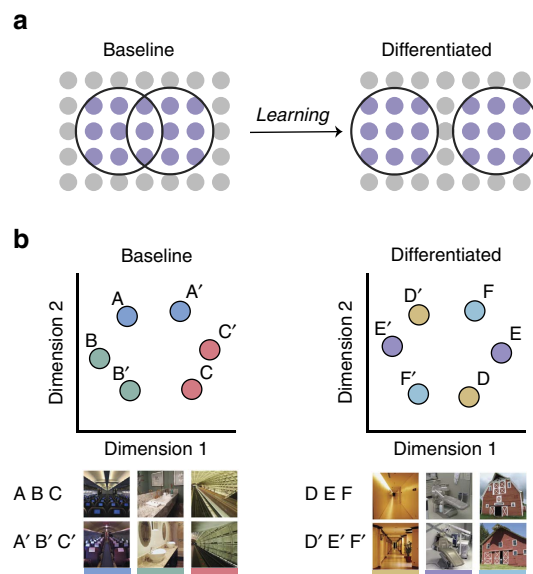 a
Baseline
Differentiated
Learning
b
Baseline
Differentiated
Dimension 2
A
A′
B
B′
C′
C
Dimension 1
Dimension 2
D′
F
E′
E
F′
D
Dimension 1
A B C
A′ B′ C′
D E F
D′ E′ F′